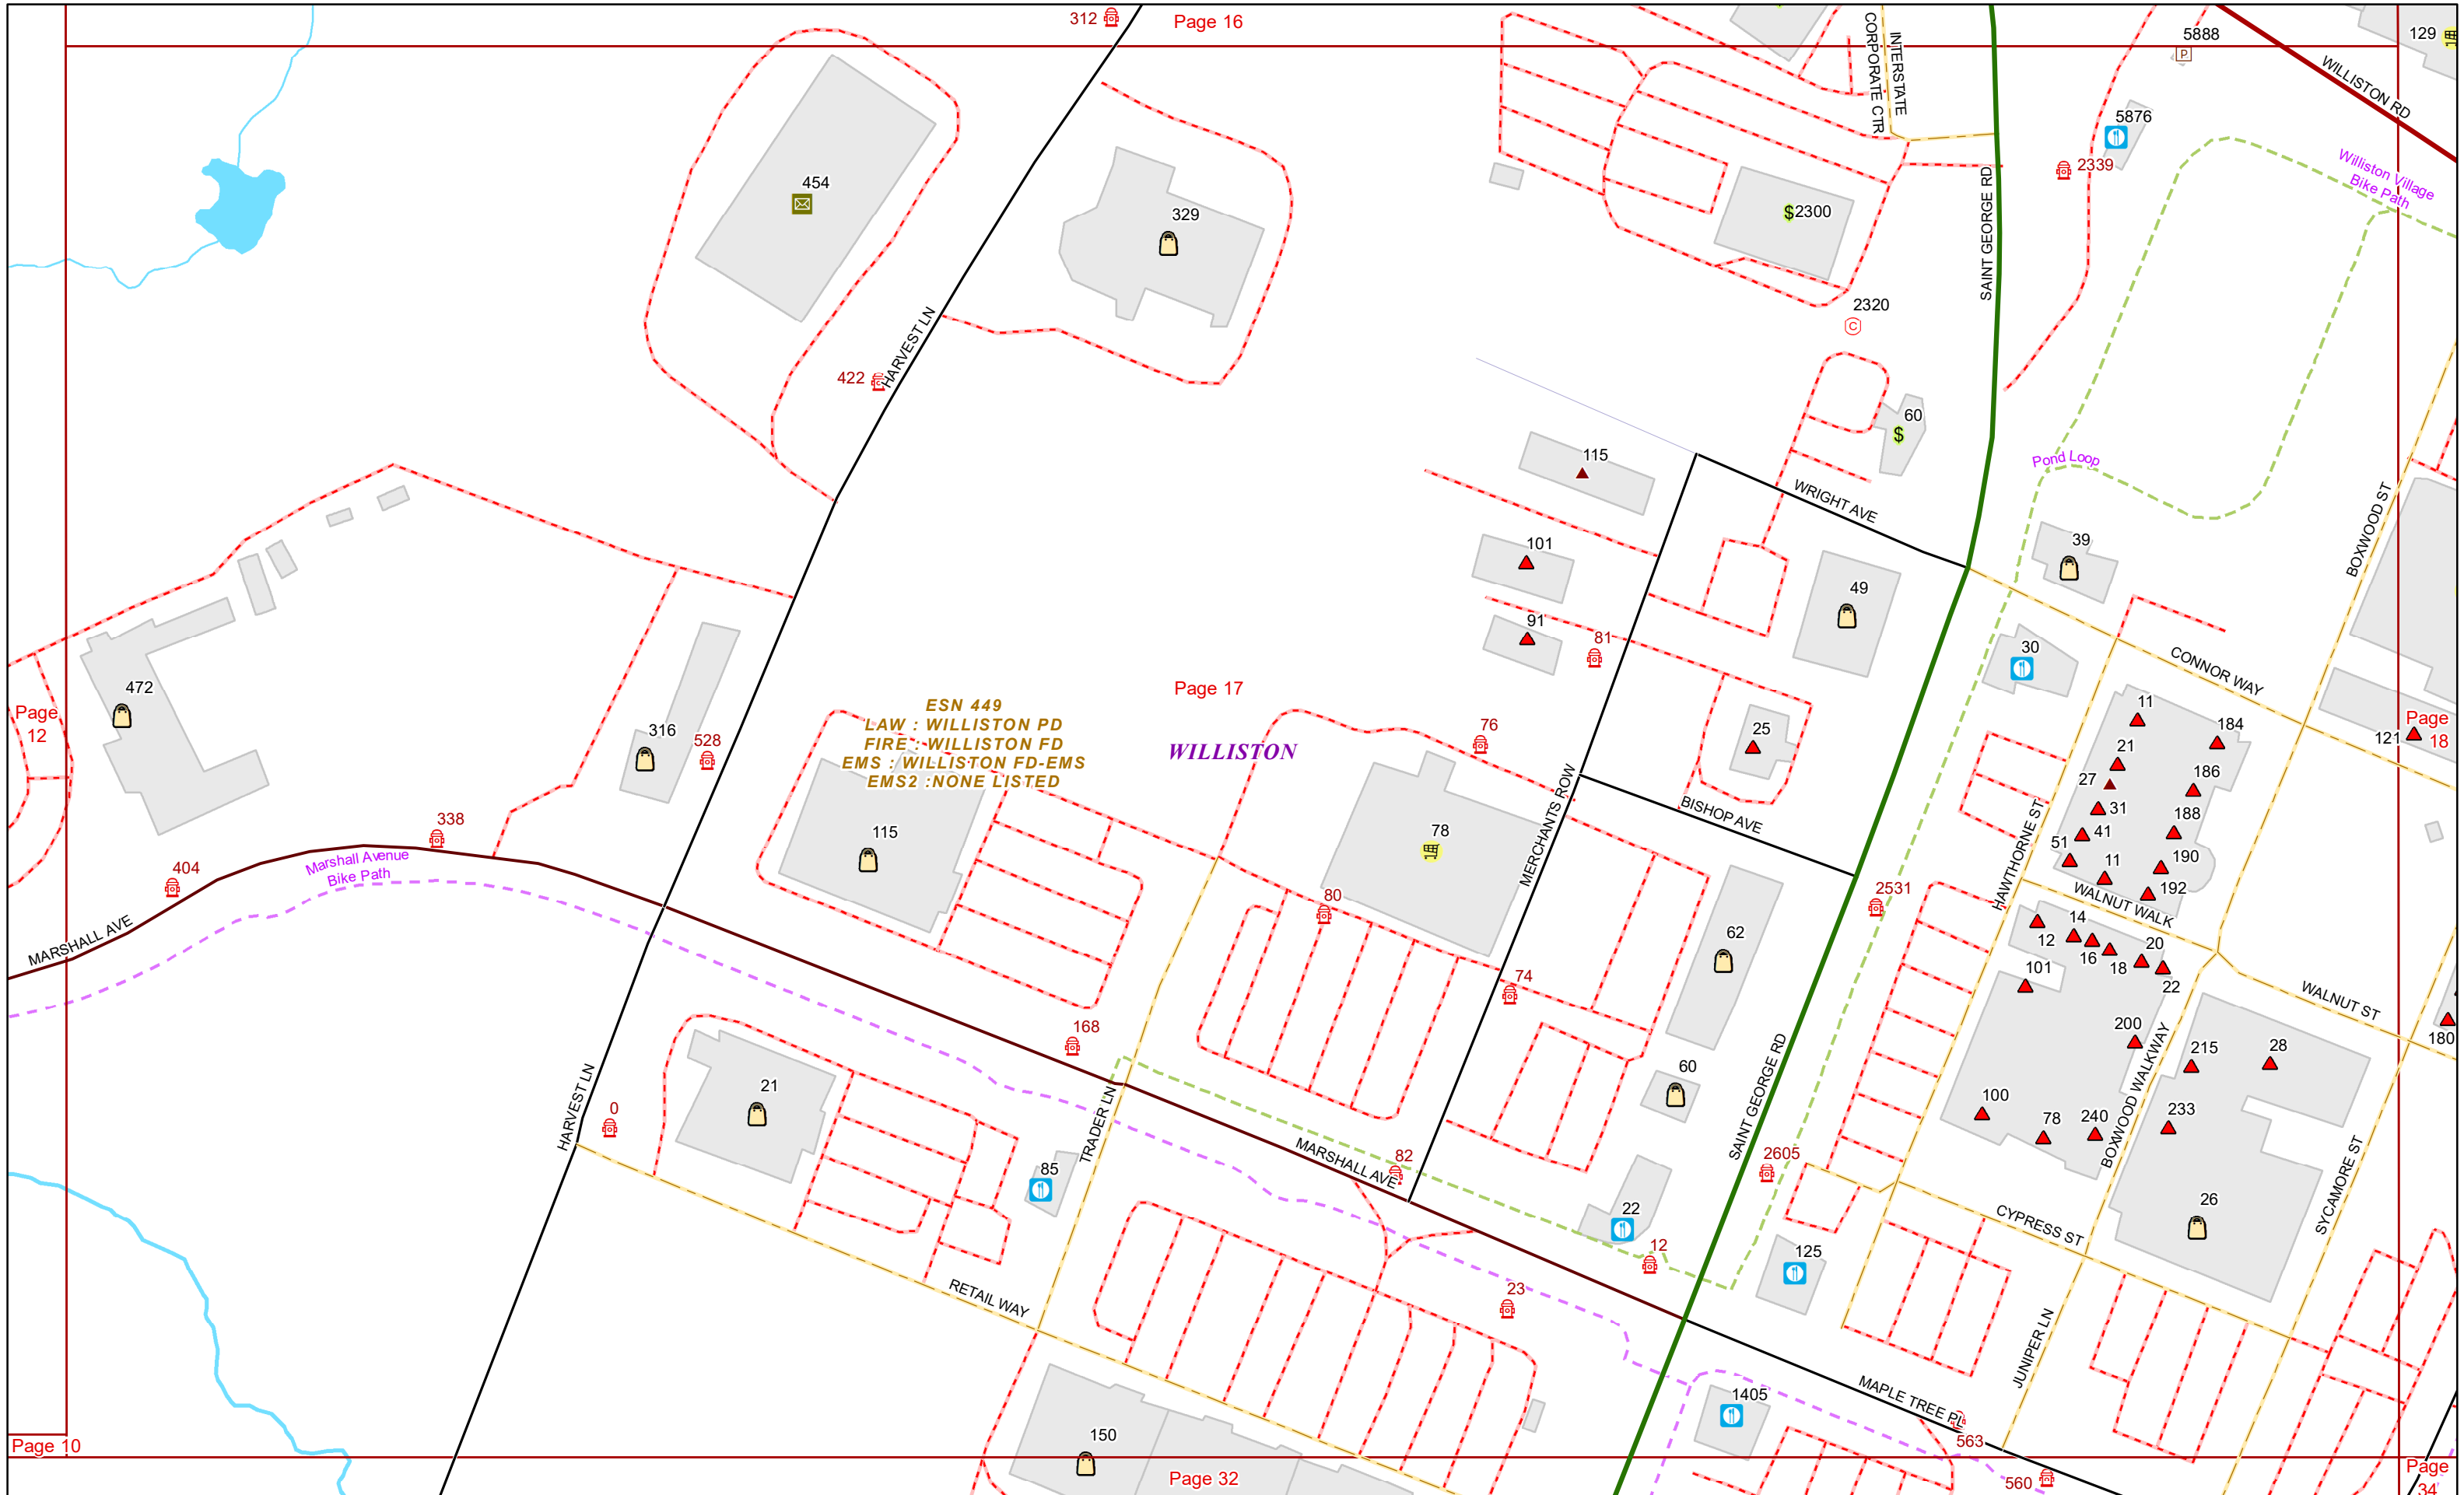 312
Page 16
INTERSTATE
CORPORATE CTR
5888
P
129
WILLISTON RD
5876
2339
Williston Village
Bike Path
454
329
$2300
SAINT GEORGE RD
2320
C
HARVEST LN
422
60
$
115
Pond Loop
WRIGHT AVE
BOXWOOD ST
101
39
49
91
81
30
CONNOR WAY
472
Page
12
316
528
ESN 449
LAW : WILLISTON PD
FIRE : WILLISTON FD
EMS : WILLISTON FD-EMS
EMS2 :NONE LISTED
Page 17
WILLISTON
76
25
11
184
21
27
186
31
188
41
51
11
190
192
121
Page
18
338
404
Marshall Avenue
Bike Path
MARSHALL AVE
115
78
MERCHANTS ROW
BISHOP AVE
HAWTHORNE ST
WALNUT WALK
80
2531
62
14
12
16
18
20
22
101
74
WALNUT ST
168
200
215
28
180
HARVEST LN
0
21
TRADER LN
85
MARSHALL AVE
82
60
SAINT GEORGE RD
2605
100
78
240
BOXWOOD WALKWAY
233
SYCAMORE ST
26
22
12
125
CYPRESS ST
RETAIL WAY
23
JUNIPER LN
1405
MAPLE TREE PL
563
560
150
Page 10
Page 32
Page
34